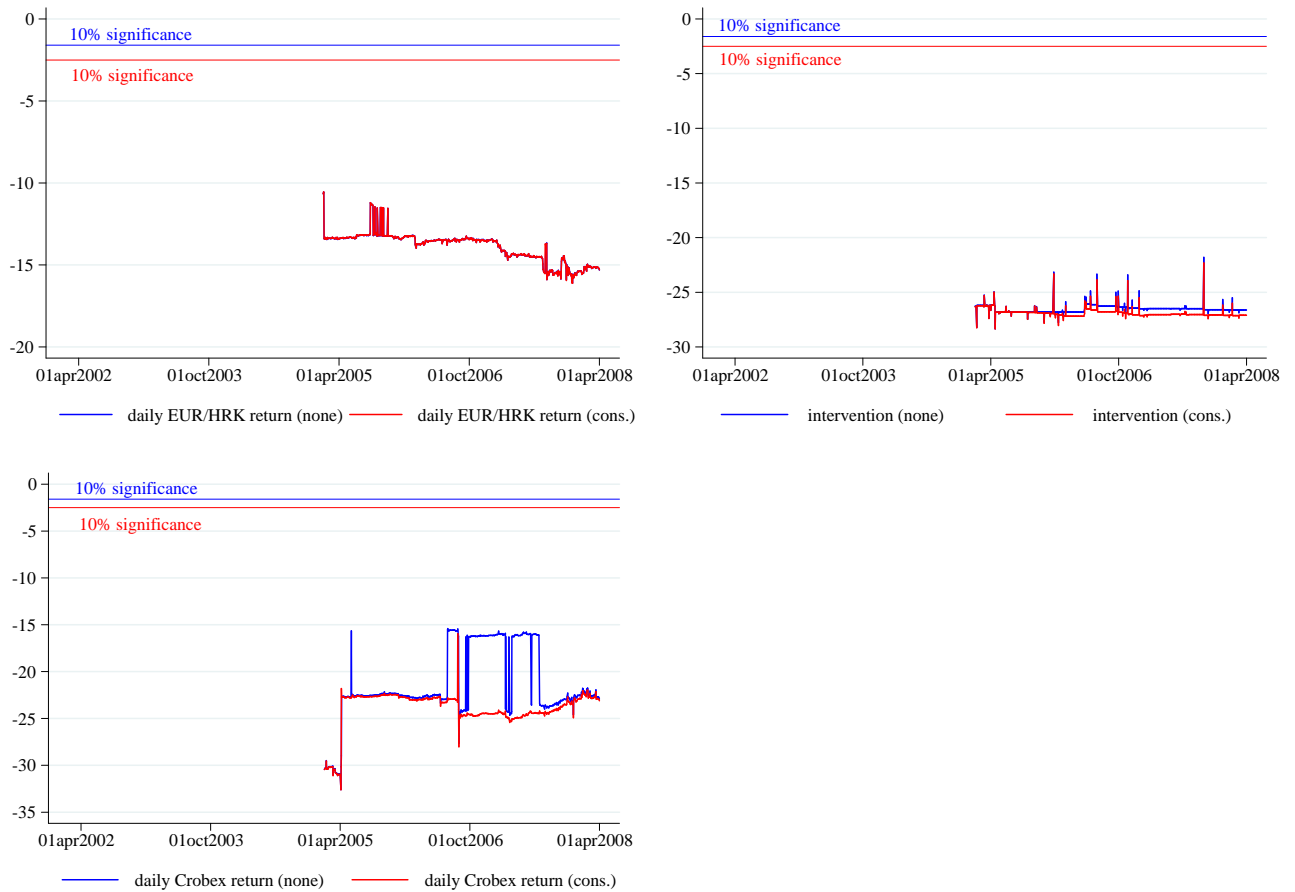 0
10% significance
10% significance
-5
-10
-15
-20
01apr2002 01oct2003 01apr2005 01oct2006 01apr2008
daily EUR/HRK return (none) daily EUR/HRK return (cons.)
0
10% significance
10% significance
-5
-10
-15
-20
-25
-30
01apr2002 01oct2003 01apr2005 01oct2006 01apr2008
intervention (none) intervention (cons.)
0
10% significance
10% significance
-5
-10
-15
-20
-25
-30
-35
01apr2002 01oct2003 01apr2005 01oct2006 01apr2008
daily Crobex return (none) daily Crobex return (cons.)